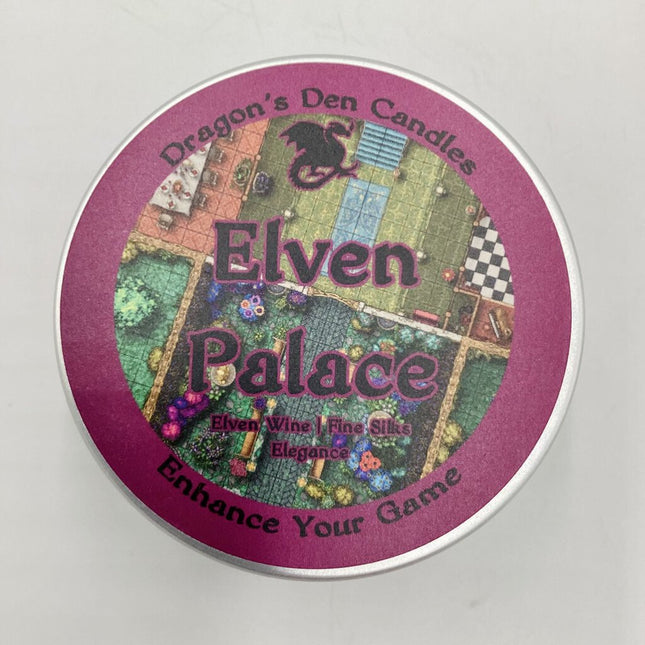 Dragon's Den Candles
Elven
Palace
Elven Wine | Fine Silks
Elegance
Enhance Your Game